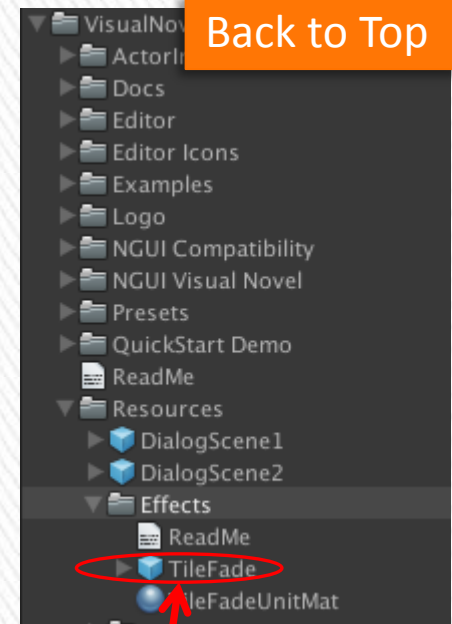 Back to Top
VisualNov
ActorI
Docs
Editor
Editor Icons
Examples
Logo
NGUI Compatibility
NGUI Visual Novel
Presets
QuickStart Demo
ReadMe
Resources
DialogScene1
DialogScene2
Effects
ReadMe
TileFade
ileFadeUnitMat